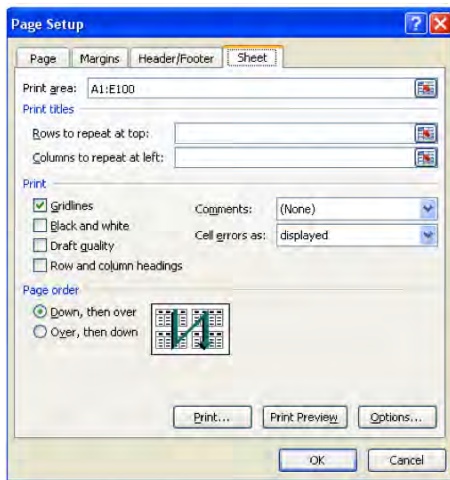 Page Setup
Page Margins Header/Footer Sheet
Print area: A1:E100
Print titles
Rows to repeat at top:
Columns to repeat at left:
Print
Gridlines Comments: (None)
Black and white Cell errors as: displayed
Draft quality
Row and column headings
Page order
Down, then over
Over, then down
Print... Print Preview Options...
OK Cancel